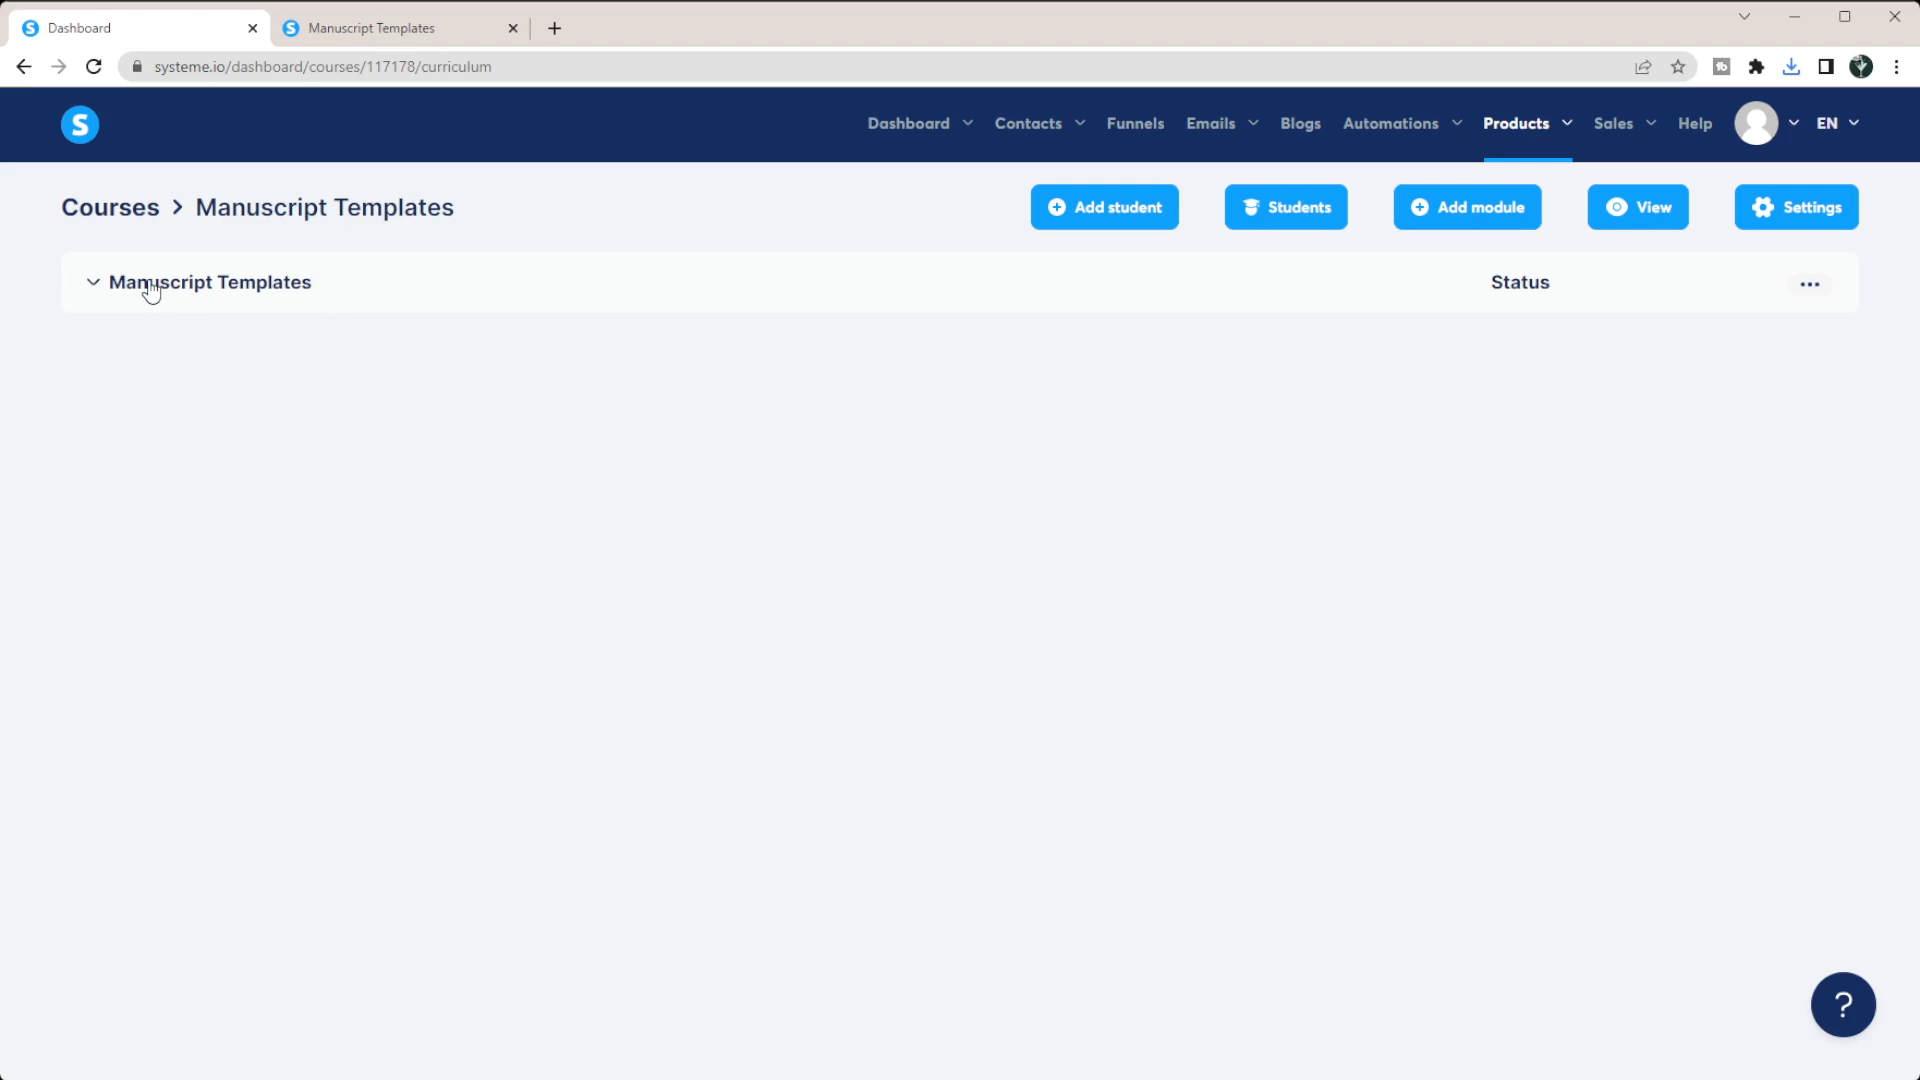 Dashboard
Manuscript Templates
systeme.io/dashboard/courses/117178/curriculum
S
Dashboard
Contacts
Funnels
Emails
Blogs
Automations
Products
Sales
Help
EN
Courses > Manuscript Templates
Add student
Students
Add module
View
Settings
Manuscript Templates
Status
?